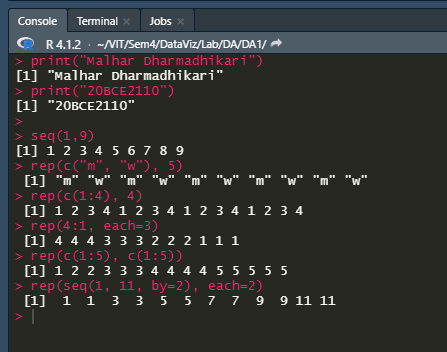 Console Terminal × Jobs ×
R 4.1.2 · ~/VIT/Sem4/DataViz/Lab/DA/DA1/
> print("Malhar Dharmadhikari")
[1] "Malhar Dharmadhikari"
> print("20BCE2110")
[1] "20BCE2110"
>
> seq(1,9)
[1] 1 2 3 4 5 6 7 8 9
> rep(c("m", "w"), 5)
[1] "m" "w" "m" "w" "m" "w" "m" "w" "m" "w"
> rep(c(1:4), 4)
[1] 1 2 3 4 1 2 3 4 1 2 3 4 1 2 3 4
> rep(4:1, each=3)
[1] 4 4 4 3 3 3 2 2 2 1 1 1
> rep(c(1:5), c(1:5))
[1] 1 2 2 3 3 3 4 4 4 4 5 5 5 5 5
> rep(seq(1, 11, by=2), each=2)
[1] 1 1 3 3 5 5 7 7 9 9 11 11
>